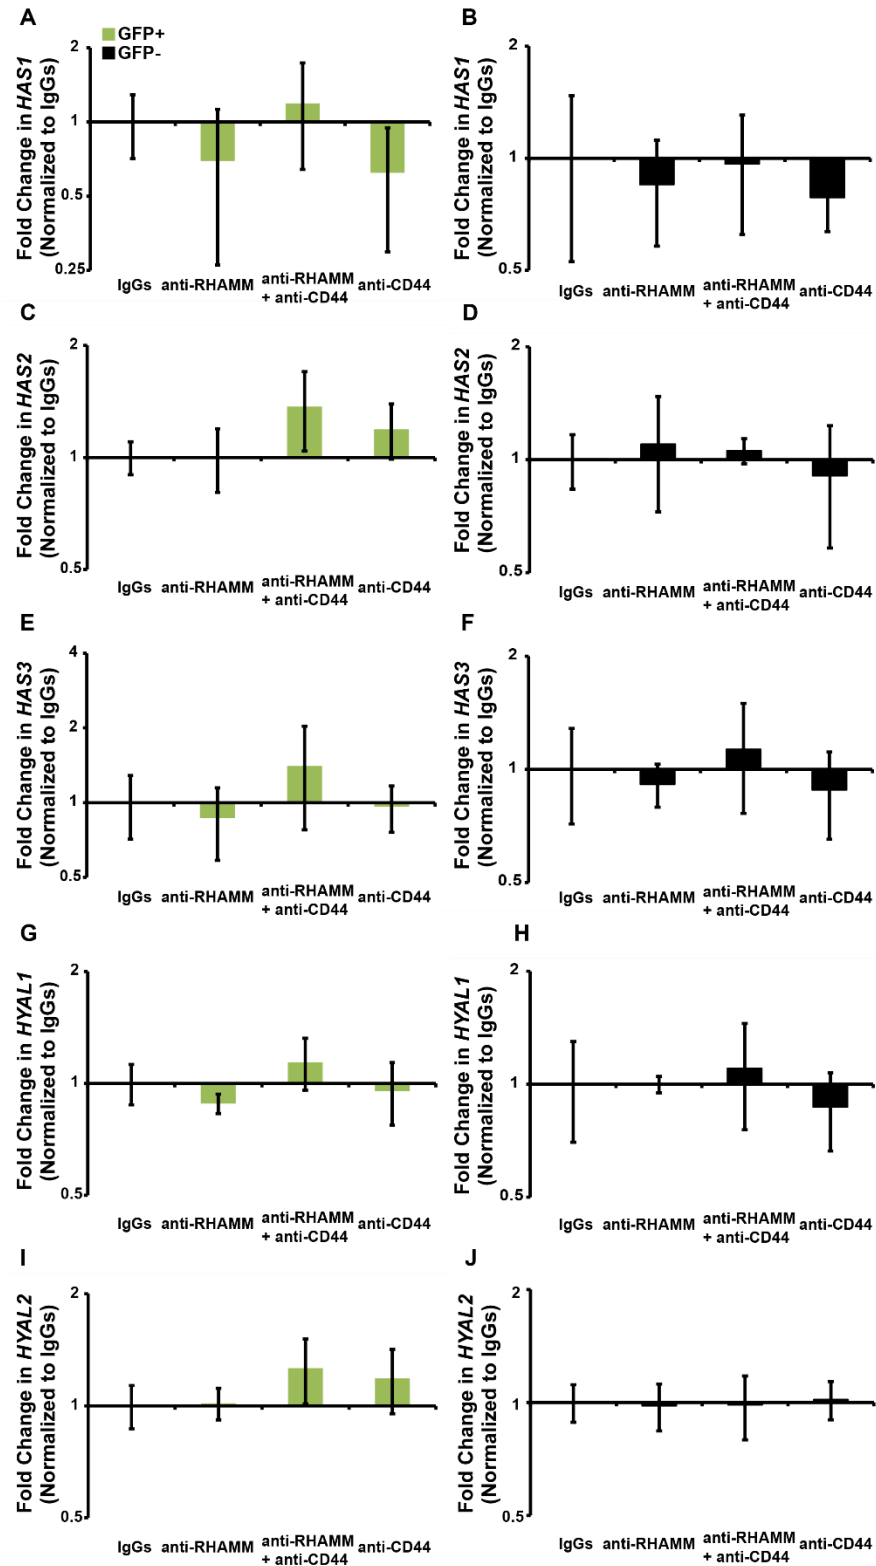 A
GFP+
GFP-
Fold Change in HAS1
(Normalized to IgGs)
2
1
0.5
0.25
IgGs anti-RHAMM anti-RHAMM anti-CD44
+ anti-CD44
B
Fold Change in HAS1
(Normalized to IgGs)
2
1
0.5
IgGs anti-RHAMM anti-RHAMM anti-CD44
+ anti-CD44
C
Fold Change in HAS2
(Normalized to IgGs)
2
1
0.5
IgGs anti-RHAMM anti-RHAMM anti-CD44
+ anti-CD44
D
Fold Change in HAS2
(Normalized to IgGs)
2
1
0.5
IgGs anti-RHAMM anti-RHAMM anti-CD44
+ anti-CD44
E
Fold Change in HAS3
(Normalized to IgGs)
4
2
1
0.5
IgGs anti-RHAMM anti-RHAMM anti-CD44
+ anti-CD44
F
Fold Change in HAS3
(Normalized to IgGs)
2
1
0.5
IgGs anti-RHAMM anti-RHAMM anti-CD44
+ anti-CD44
G
Fold Change in HYAL1
(Normalized to IgGs)
2
1
0.5
IgGs anti-RHAMM anti-RHAMM anti-CD44
+ anti-CD44
H
Fold Change in HYAL1
(Normalized to IgGs)
2
1
0.5
IgGs anti-RHAMM anti-RHAMM anti-CD44
+ anti-CD44
I
Fold Change in HYAL2
(Normalized to IgGs)
2
1
0.5
IgGs anti-RHAMM anti-RHAMM anti-CD44
+ anti-CD44
J
Fold Change in HYAL2
(Normalized to IgGs)
2
1
0.5
IgGs anti-RHAMM anti-RHAMM anti-CD44
+ anti-CD44